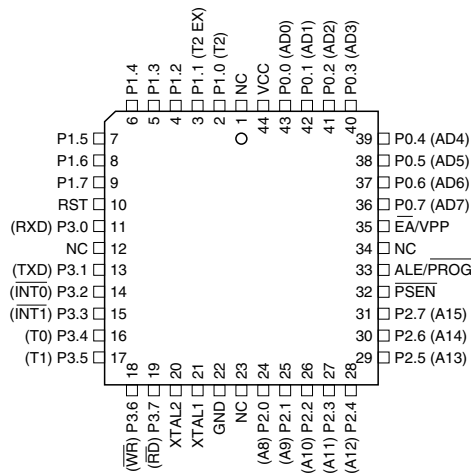 P1.4
P1.3
P1.2
P1.1 (T2 EX)
P1.0 (T2)
NC
VCC
P0.0 (AD0)
P0.1 (AD1)
P0.2 (AD2)
P0.3 (AD3)
6
5
4
3
2
1
44
43
42
41
40
P1.5 7
P1.6 8
P1.7 9
RST 10
(RXD) P3.0 11
NC 12
(TXD) P3.1 13
(INT0) P3.2 14
(INT1) P3.3 15
(T0) P3.4 16
(T1) P3.5 17
39 P0.4 (AD4)
38 P0.5 (AD5)
37 P0.6 (AD6)
36 P0.7 (AD7)
35 EA/VPP
34 NC
33 ALE/PROG
32 PSEN
31 P2.7 (A15)
30 P2.6 (A14)
29 P2.5 (A13)
18
19
20
21
22
23
24
25
26
27
28
(WR) P3.6
(RD) P3.7
XTAL2
XTAL1
GND
NC
(A8) P2.0
(A9) P2.1
(A10) P2.2
(A11) P2.3
(A12) P2.4